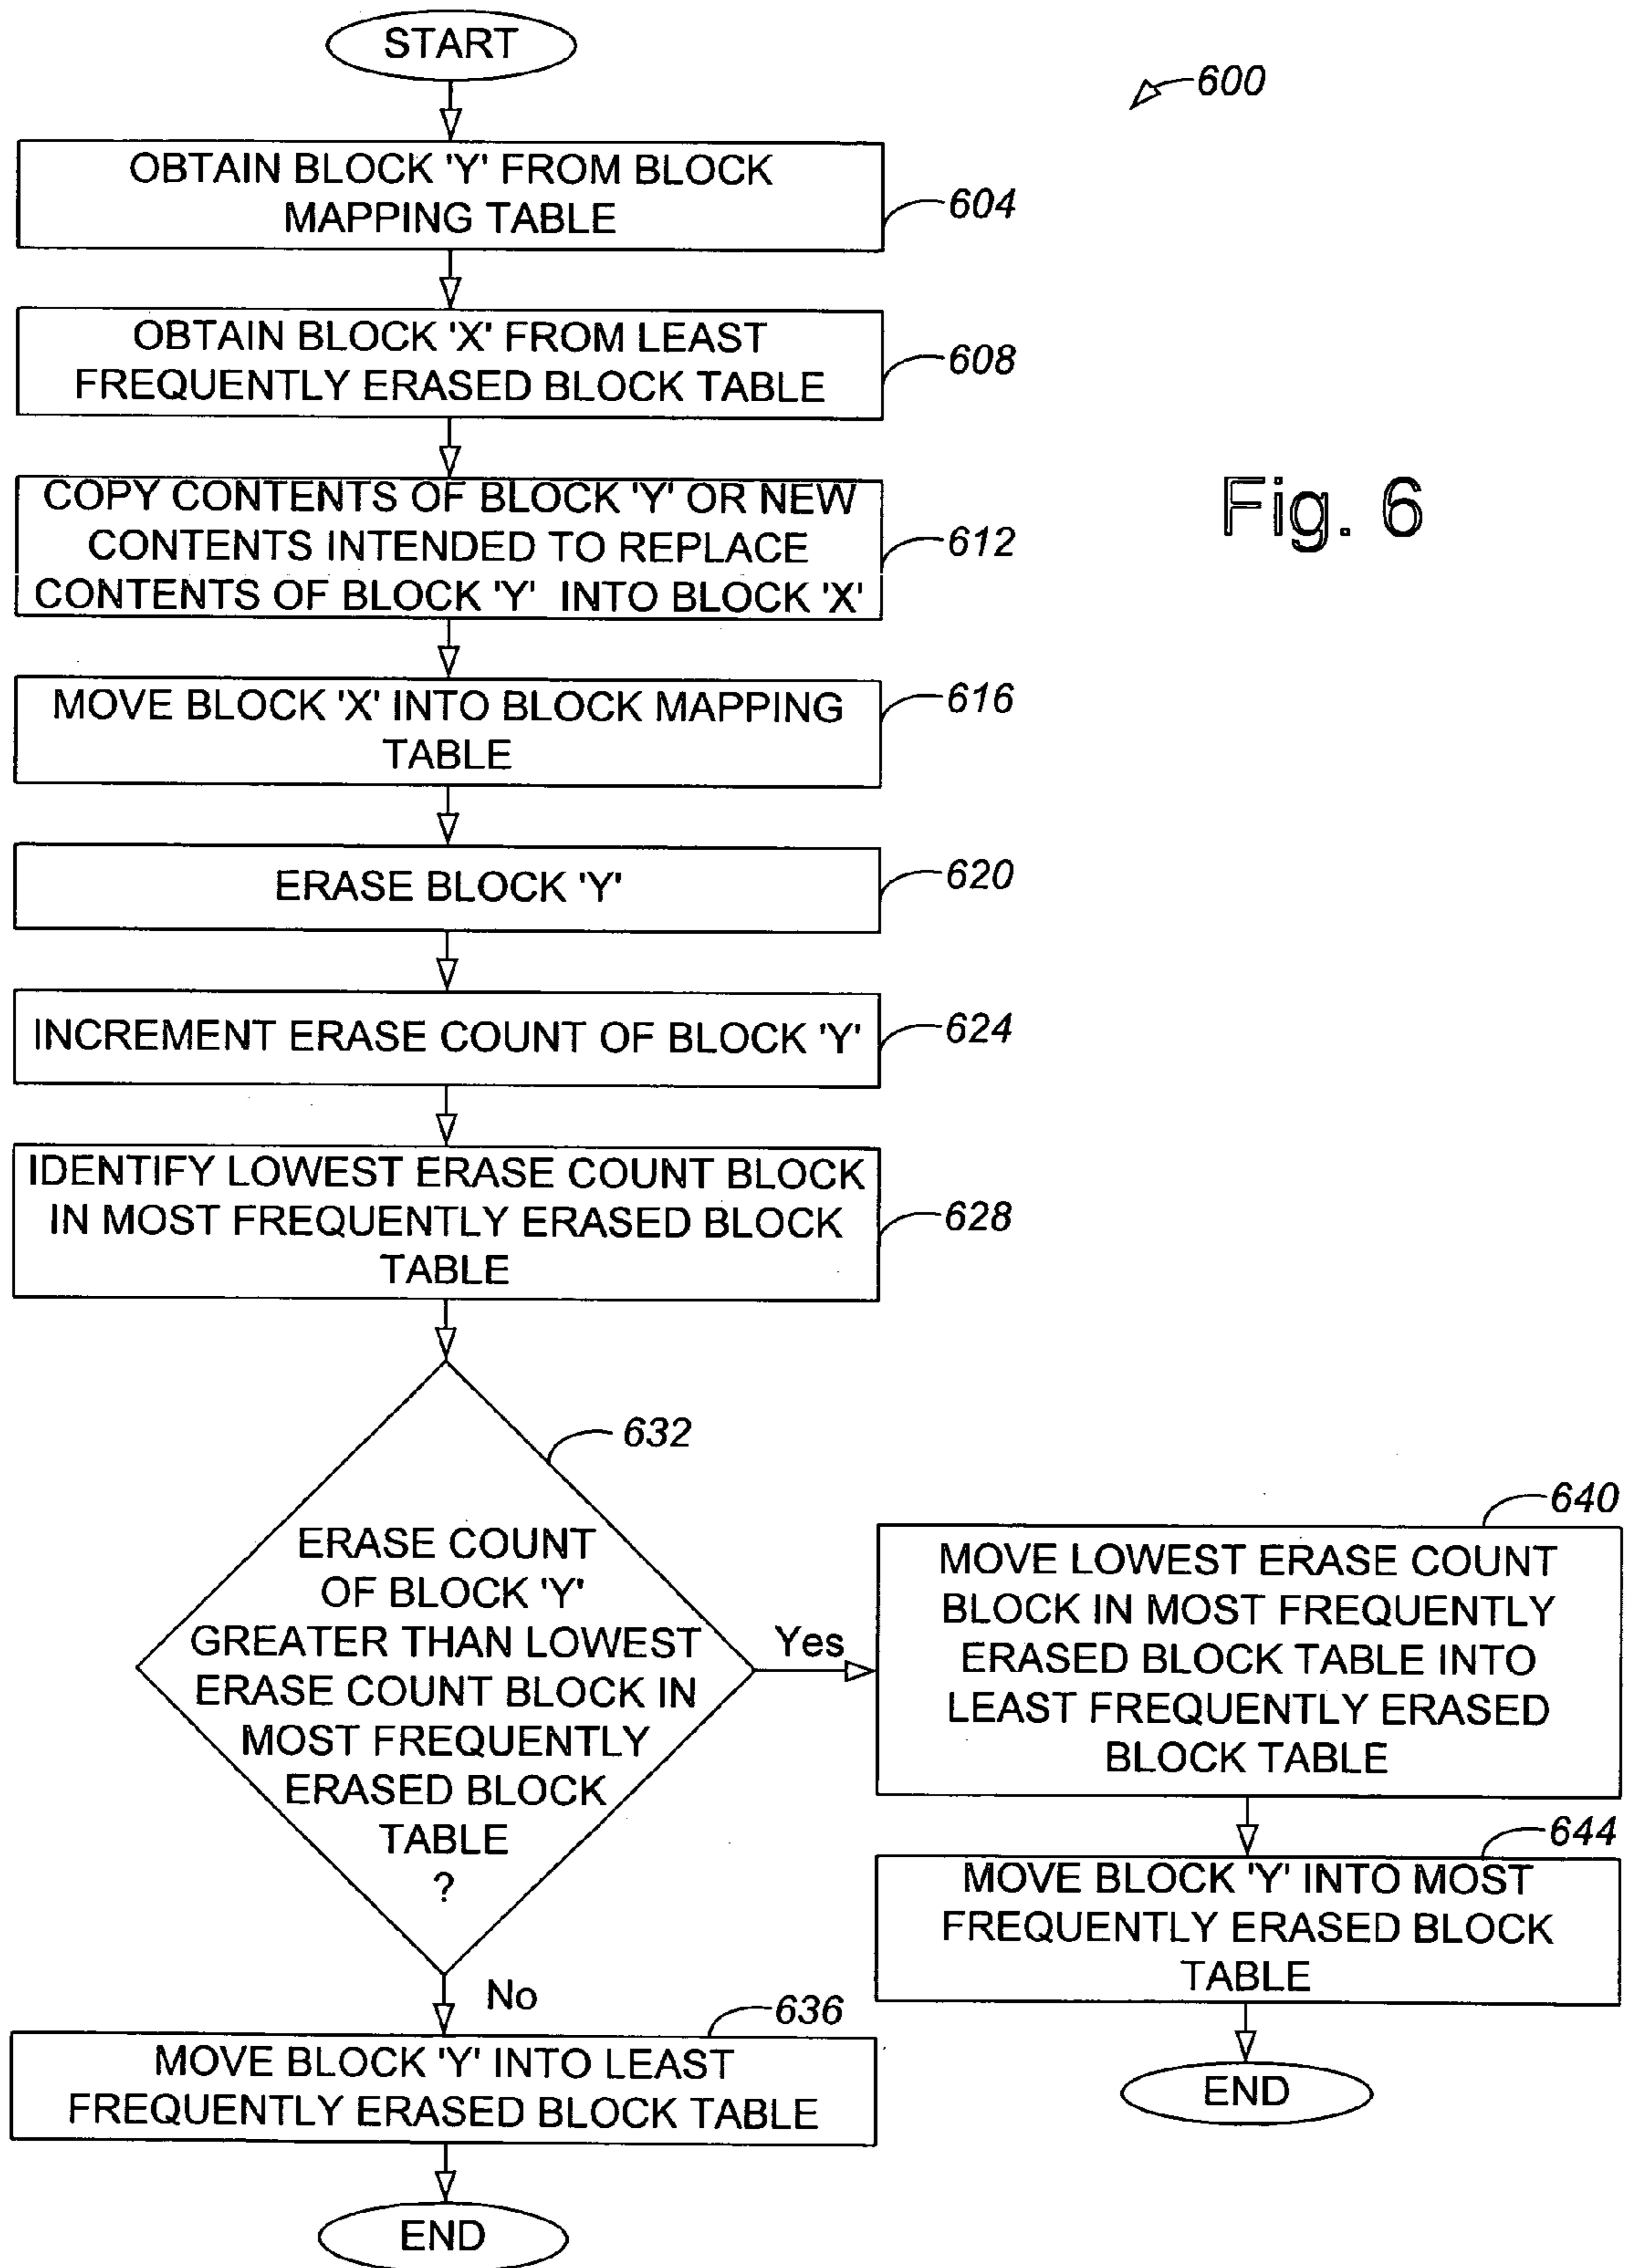 START
600
OBTAIN BLOCK 'Y' FROM BLOCK
MAPPING TABLE
604
OBTAIN BLOCK 'X' FROM LEAST
FREQUENTLY ERASED BLOCK TABLE
608
Fig. 6
COPY CONTENTS OF BLOCK 'Y' OR NEW
CONTENTS INTENDED TO REPLACE
CONTENTS OF BLOCK 'Y' INTO BLOCK 'X'
612
MOVE BLOCK 'X' INTO BLOCK MAPPING
TABLE
616
ERASE BLOCK 'Y'
620
INCREMENT ERASE COUNT OF BLOCK 'Y'
624
IDENTIFY LOWEST ERASE COUNT BLOCK
IN MOST FREQUENTLY ERASED BLOCK
TABLE
628
632
ERASE COUNT
OF BLOCK 'Y'
GREATER THAN LOWEST
ERASE COUNT BLOCK IN
MOST FREQUENTLY
ERASED BLOCK
TABLE
?
Yes
640
MOVE LOWEST ERASE COUNT
BLOCK IN MOST FREQUENTLY
ERASED BLOCK TABLE INTO
LEAST FREQUENTLY ERASED
BLOCK TABLE
644
MOVE BLOCK 'Y' INTO MOST
FREQUENTLY ERASED BLOCK
TABLE
END
No
636
MOVE BLOCK 'Y' INTO LEAST
FREQUENTLY ERASED BLOCK TABLE
END